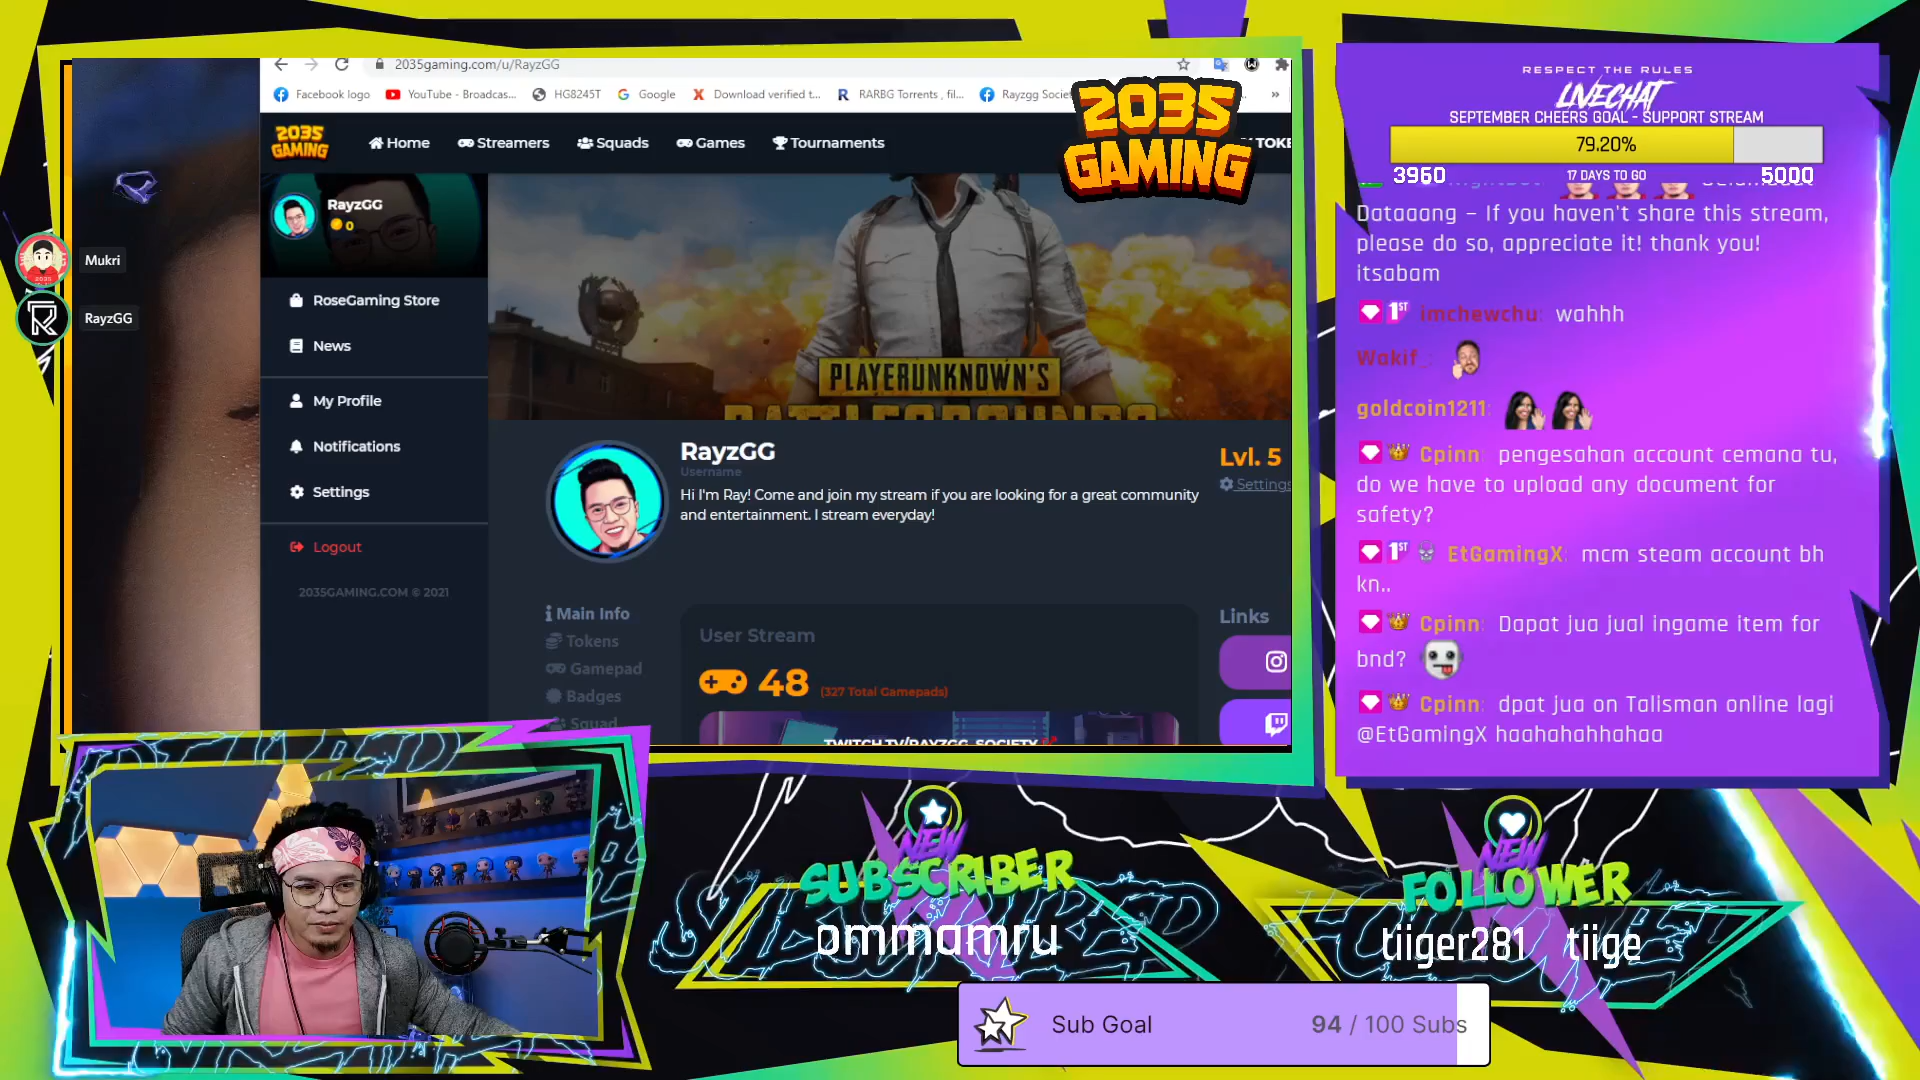 2035gaming.com/u/RayzGG
Facebook logo
YouTube - Broadcas...
HG8245T
Google
Download verified t...
RARBG Torrents , fil...
Rayzgg Socie
»
2035
GAMING
2035
GAMING
Home
Streamers
Squads
Games
Tournaments
TOKE
RayzGG
0
RoseGaming Store
News
My Profile
Notifications
Settings
Logout
2035GAMING.COM © 2021
Mukri
RayzGG
PLAYERUNKNOWN'S
BATTLEGROUNDS
RayzGG
Username
Hi I'm Ray! Come and join my stream if you are looking for a great community
and entertainment. I stream everyday!
Lvl. 5
Settings
Main Info
Tokens
Gamepad
Badges
Squad
User Stream
48 (327 Total Gamepads)
TWITCH.TV/RAYZGG_SOCIETY
Links
RESPECT THE RULES
LIVECHAT
SEPTEMBER CHEERS GOAL - SUPPORT STREAM
79.20%
3960
17 DAYS TO GO
5000
Dataaang – If you haven't share this stream,
please do so, appreciate it! thank you!
itsabam
1ST imchewchu: wahhh
Wakif_:
goldcoin1211:
Cpinn: pengesahan account cemana tu,
do we have to upload any document for
safety?
1ST EtGamingX: mcm steam account bh
kn..
Cpinn: Dapat jua jual ingame item for
bnd?
Cpinn: dpat jua on Talisman online lagi
@EtGamingX haahahahhahaa
NEW
SUBSCRIBER
ommamru
NEW
FOLLOWER
tiiger281 tiige
Sub Goal
94 / 100 Subs